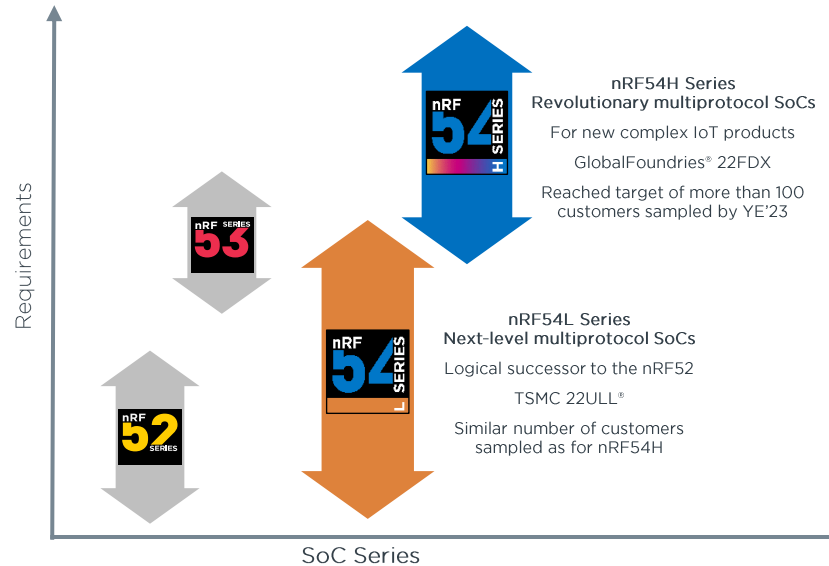 Requirements
nRF
54
H SERIES
nRF54H Series
Revolutionary multiprotocol SoCs
For new complex IoT products
GlobalFoundries® 22FDX
Reached target of more than 100
customers sampled by YE'23
nRF SERIES
53
nRF
54
L SERIES
nRF54L Series
Next-level multiprotocol SoCs
Logical successor to the nRF52
TSMC 22ULL®
Similar number of customers
sampled as for nRF54H
nRF
52
SERIES
SoC Series